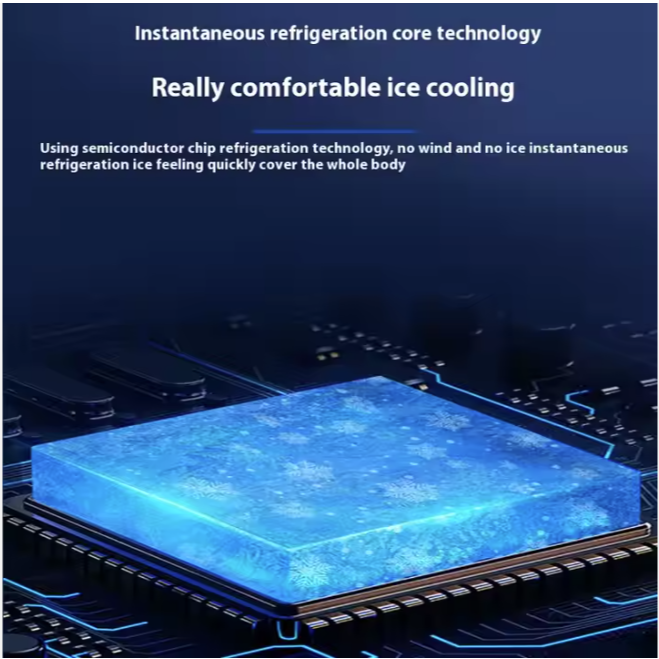 Instantaneous refrigeration core technology
Really comfortable ice cooling
Using semiconductor chip refrigeration technology, no wind and no ice instantaneous
refrigeration ice feeling quickly cover the whole body